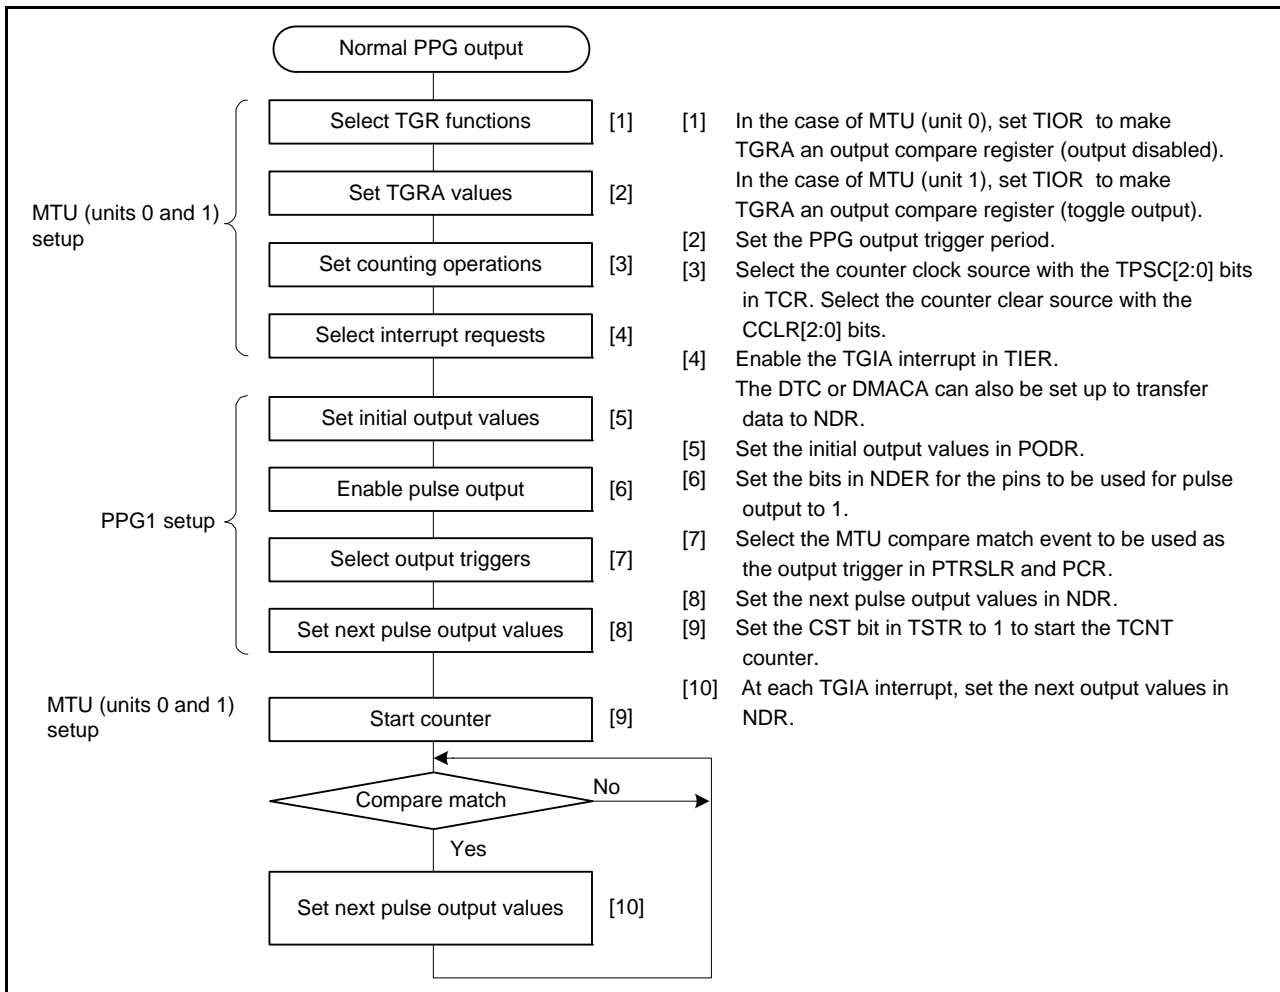 Normal PPG output
MTU (units 0 and 1)
setup
Select TGR functions [1]
Set TGRA values [2]
Set counting operations [3]
Select interrupt requests [4]
PPG1 setup
Set initial output values [5]
Enable pulse output [6]
Select output triggers [7]
Set next pulse output values [8]
MTU (units 0 and 1)
setup
Start counter [9]
Compare match
No
Yes
Set next pulse output values [10]
[1] In the case of MTU (unit 0), set TIOR to make
TGRA an output compare register (output disabled).
In the case of MTU (unit 1), set TIOR to make
TGRA an output compare register (toggle output).
[2] Set the PPG output trigger period.
[3] Select the counter clock source with the TPSC[2:0] bits
in TCR. Select the counter clear source with the
CCLR[2:0] bits.
[4] Enable the TGIA interrupt in TIER.
The DTC or DMACA can also be set up to transfer
data to NDR.
[5] Set the initial output values in PODR.
[6] Set the bits in NDER for the pins to be used for pulse
output to 1.
[7] Select the MTU compare match event to be used as
the output trigger in PTRSLR and PCR.
[8] Set the next pulse output values in NDR.
[9] Set the CST bit in TSTR to 1 to start the TCNT
counter.
[10] At each TGIA interrupt, set the next output values in
NDR.